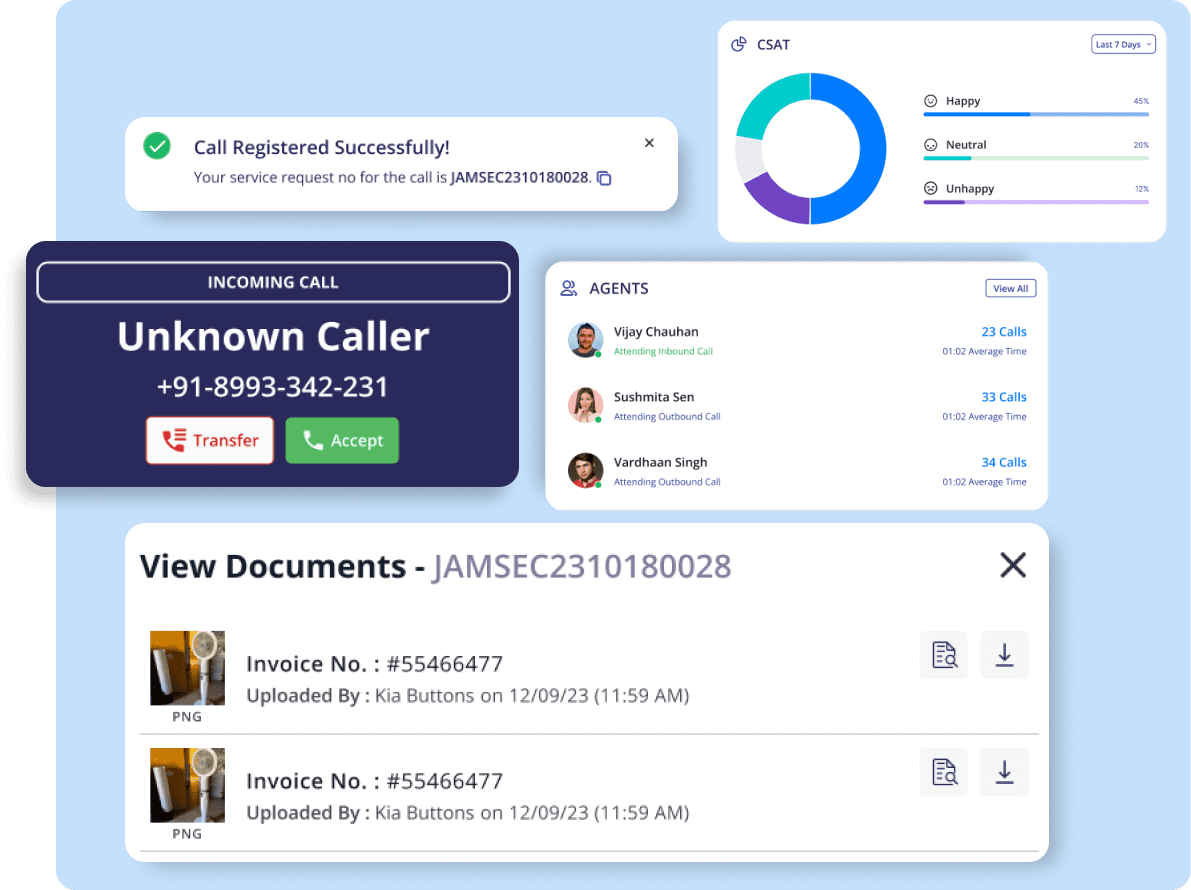 CSAT
Last 7 Days
Happy 45%
Neutral 20%
Unhappy 12%
Call Registered Successfully!
Your service request no for the call is JAMSEC2310180028.
INCOMING CALL
Unknown Caller
+91-8993-342-231
Transfer Accept
AGENTS View All
Vijay Chauhan 23 Calls
Attending Inbound Call 01:02 Average Time
Sushmita Sen 33 Calls
Attending Outbound Call 01:02 Average Time
Vardhaan Singh 34 Calls
Attending Outbound Call 01:02 Average Time
View Documents - JAMSEC2310180028
Invoice No. : #55466477
Uploaded By : Kia Buttons on 12/09/23 (11:59 AM)
PNG
Invoice No. : #55466477
Uploaded By : Kia Buttons on 12/09/23 (11:59 AM)
PNG